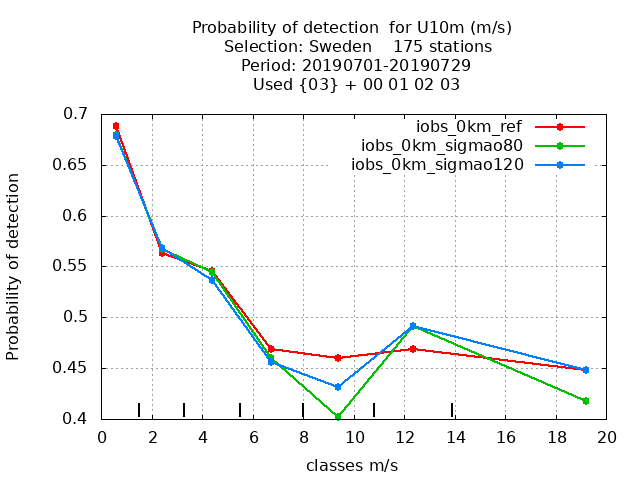 Probability of detection  for U10m (m/s)
Selection: Sweden    175 stations
Period: 20190701-20190729
Used {03} + 00 01 02 03
iobs_0km_ref
iobs_0km_sigmao80
iobs_0km_sigmao120
Probability of detection
0.7
0.65
0.6
0.55
0.5
0.45
0.4
0 2 4 6 8 10 12 14 16 18 20
classes m/s